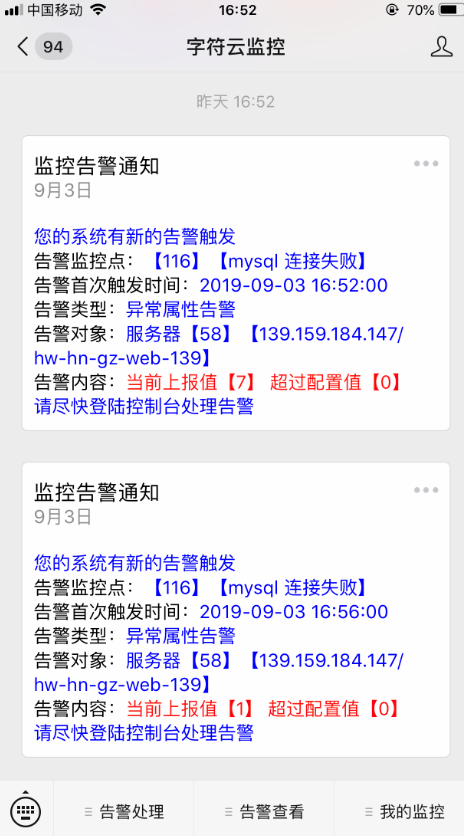 中国移动 16:52 70%
94 字符云监控
昨天 16:52
监控告警通知
9月3日
您的系统有新的告警触发
告警监控点：【116】【mysql 连接失败】
告警首次触发时间：2019-09-03 16:52:00
告警类型：异常属性告警
告警对象：服务器【58】【139.159.184.147/
hw-hn-gz-web-139】
告警内容：当前上报值【7】 超过配置值【0】
请尽快登陆控制台处理告警
监控告警通知
9月3日
您的系统有新的告警触发
告警监控点：【116】【mysql 连接失败】
告警首次触发时间：2019-09-03 16:56:00
告警类型：异常属性告警
告警对象：服务器【58】【139.159.184.147/
hw-hn-gz-web-139】
告警内容：当前上报值【1】 超过配置值【0】
请尽快登陆控制台处理告警
告警处理 告警查看 我的监控